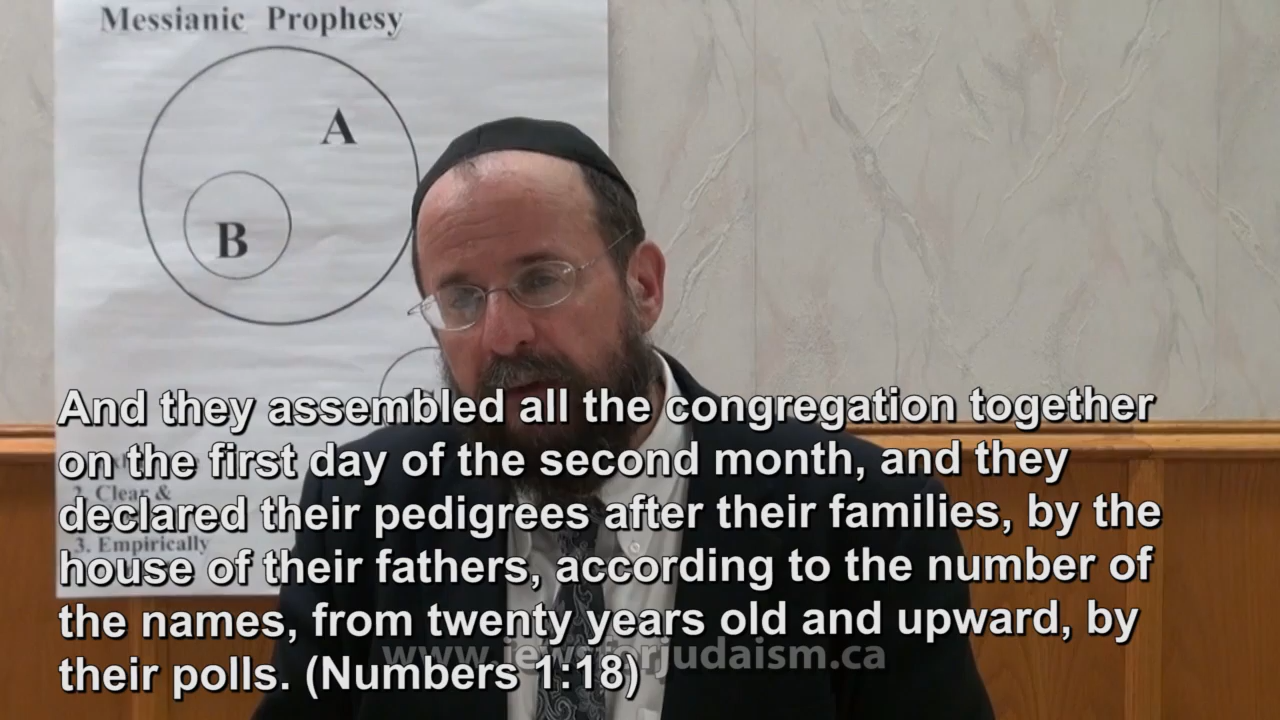 Messianic Prophesy
A
B
And they assembled all the congregation together
on the first day of the second month, and they
declared their pedigrees after their families, by the
house of their fathers, according to the number of
the names, from twenty years old and upward, by
their polls. (Numbers 1:18)
2. Clear &
3. Empirically
www.jewsforjudaism.ca